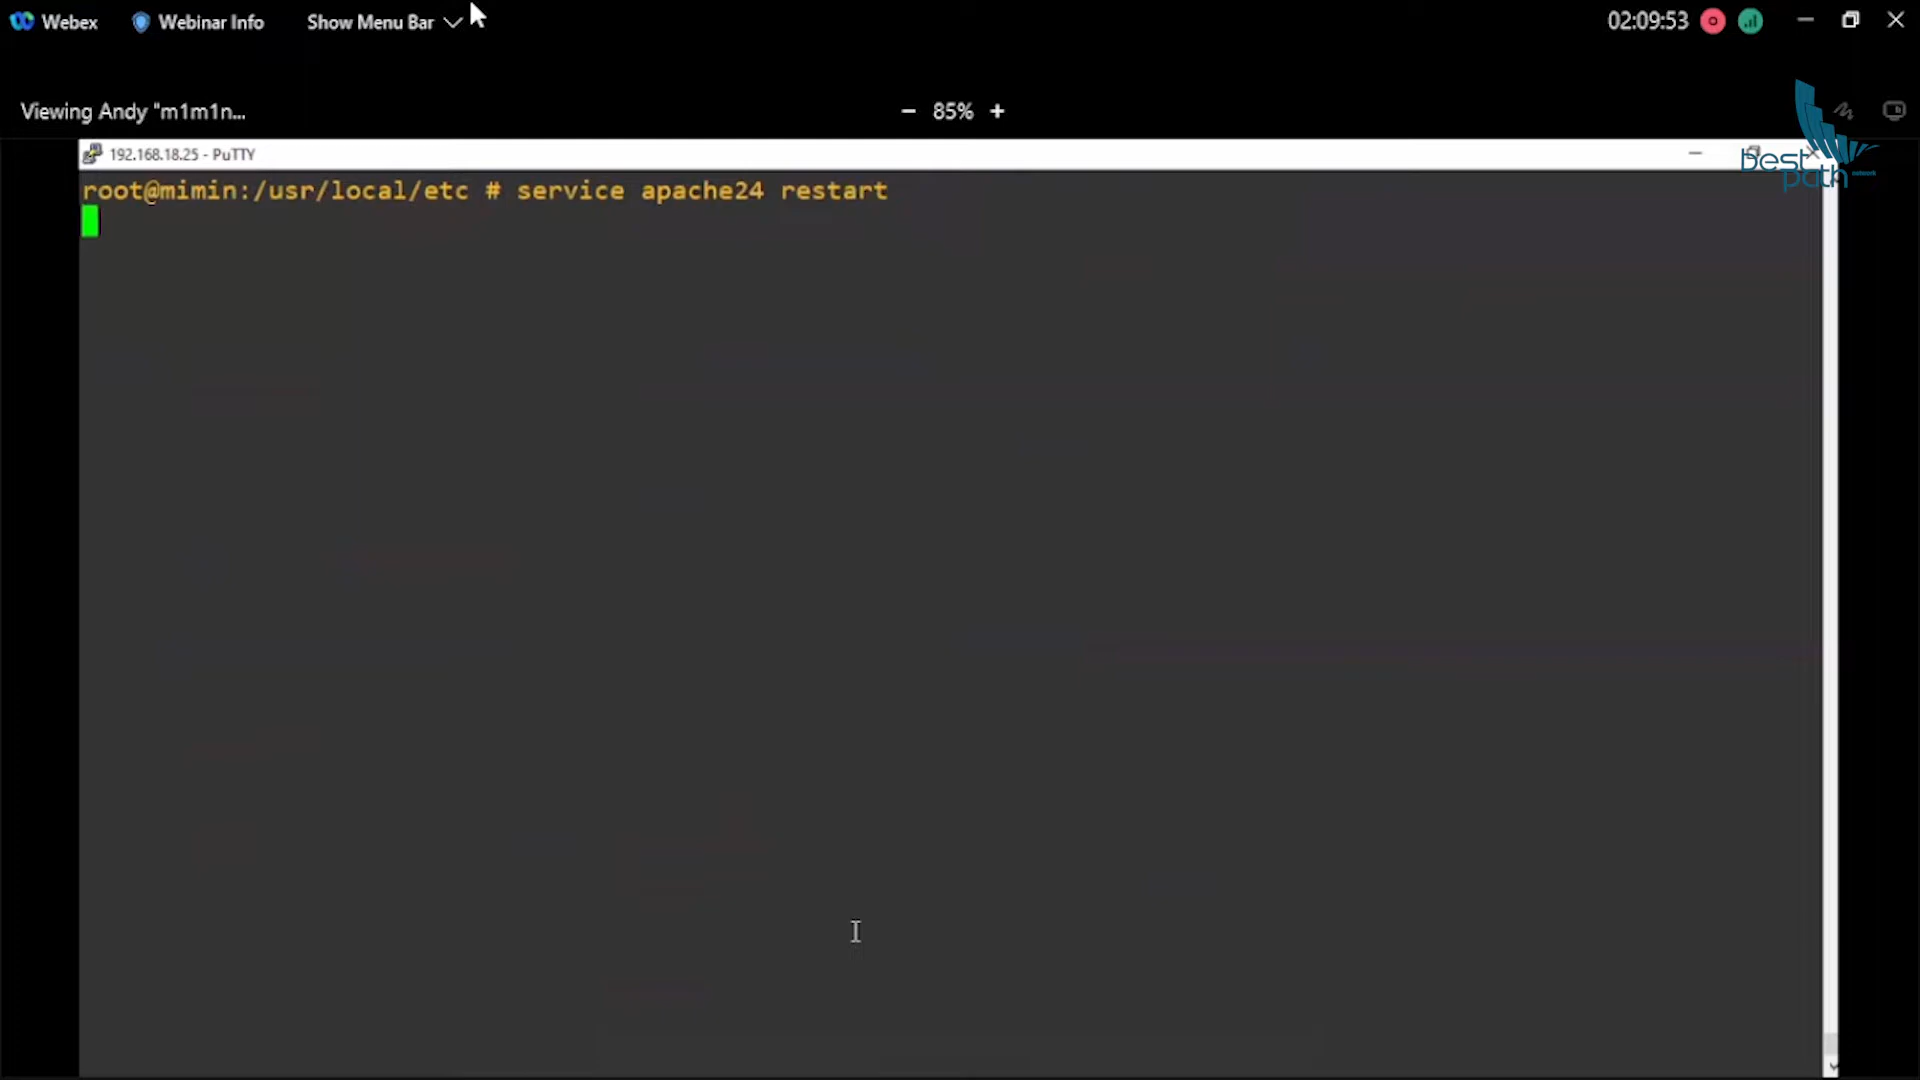 Webex Webinar Info Show Menu Bar 02:09:53
Viewing Andy "m1m1n... 85%
best path network
192.168.18.25 - PuTTY
root@mimin:/usr/local/etc # service apache24 restart